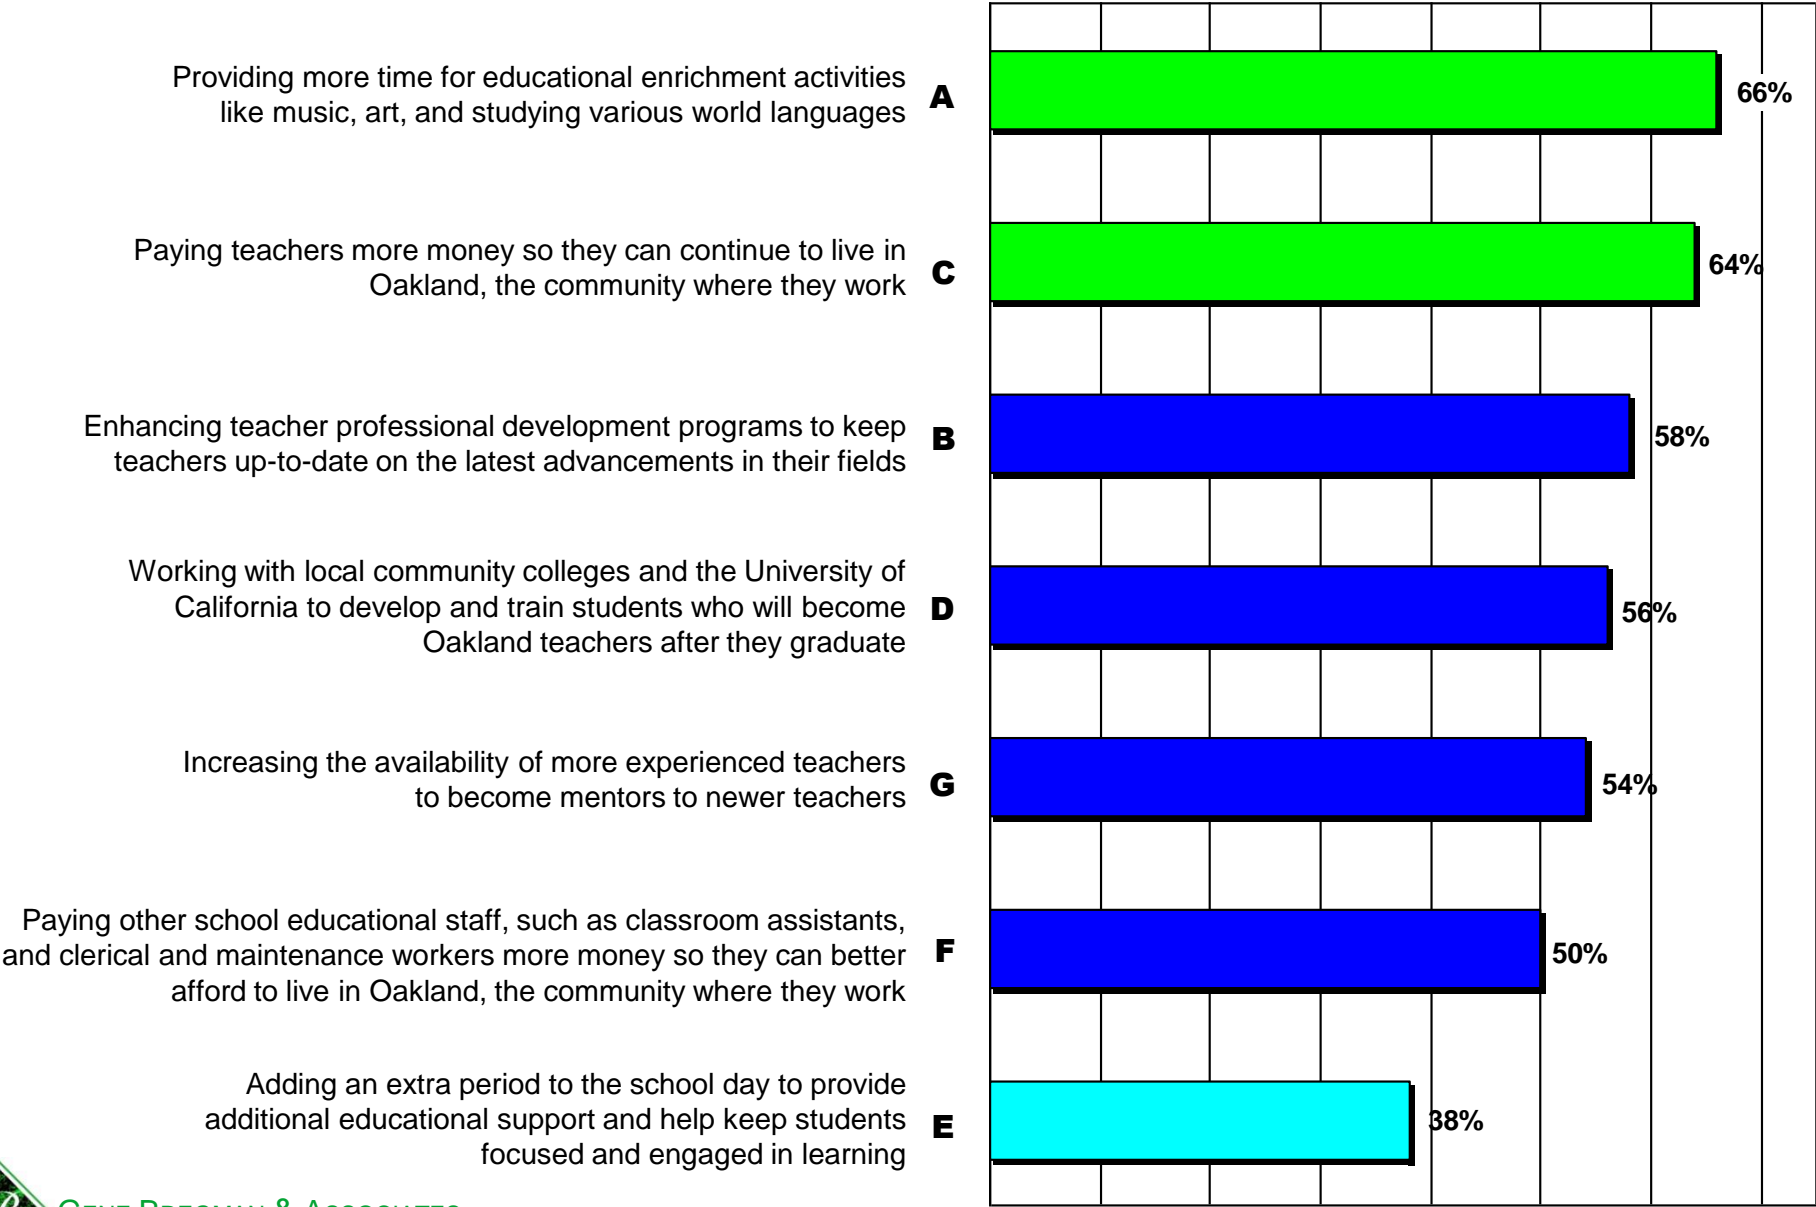 Providing more time for educational enrichment activities
like music, art, and studying various world languages
A
66%
Paying teachers more money so they can continue to live in
Oakland, the community where they work
C
64%
Enhancing teacher professional development programs to keep
teachers up-to-date on the latest advancements in their fields
B
58%
Working with local community colleges and the University of
California to develop and train students who will become
Oakland teachers after they graduate
D
56%
Increasing the availability of more experienced teachers
to become mentors to newer teachers
G
54%
Paying other school educational staff, such as classroom assistants,
and clerical and maintenance workers more money so they can better
afford to live in Oakland, the community where they work
F
50%
Adding an extra period to the school day to provide
additional educational support and help keep students
focused and engaged in learning
E
38%